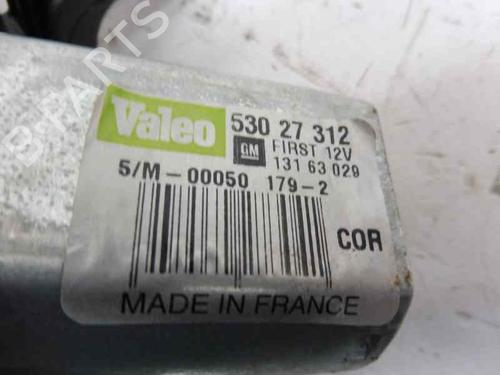 B-PARTS
Valeo 530 27 312
GM FIRST 12V
131 63 029
5/M-00050 179-2
COR
MADE IN FRANCE